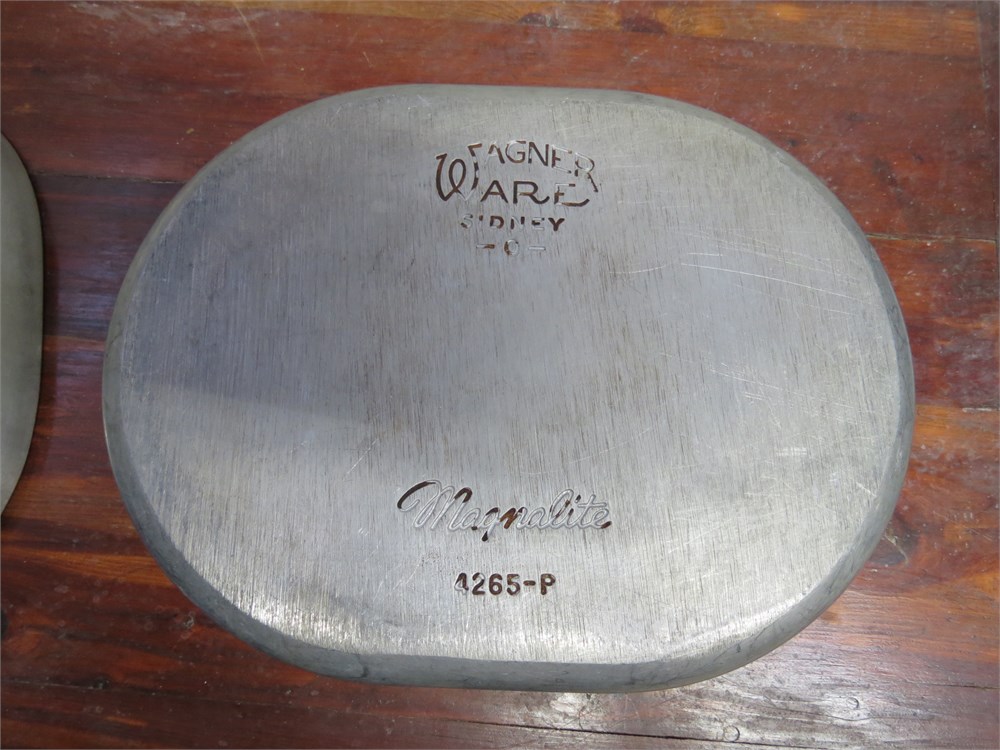 WAGNER
WARE
SIDNEY
-O-
Magnalite
4265-P